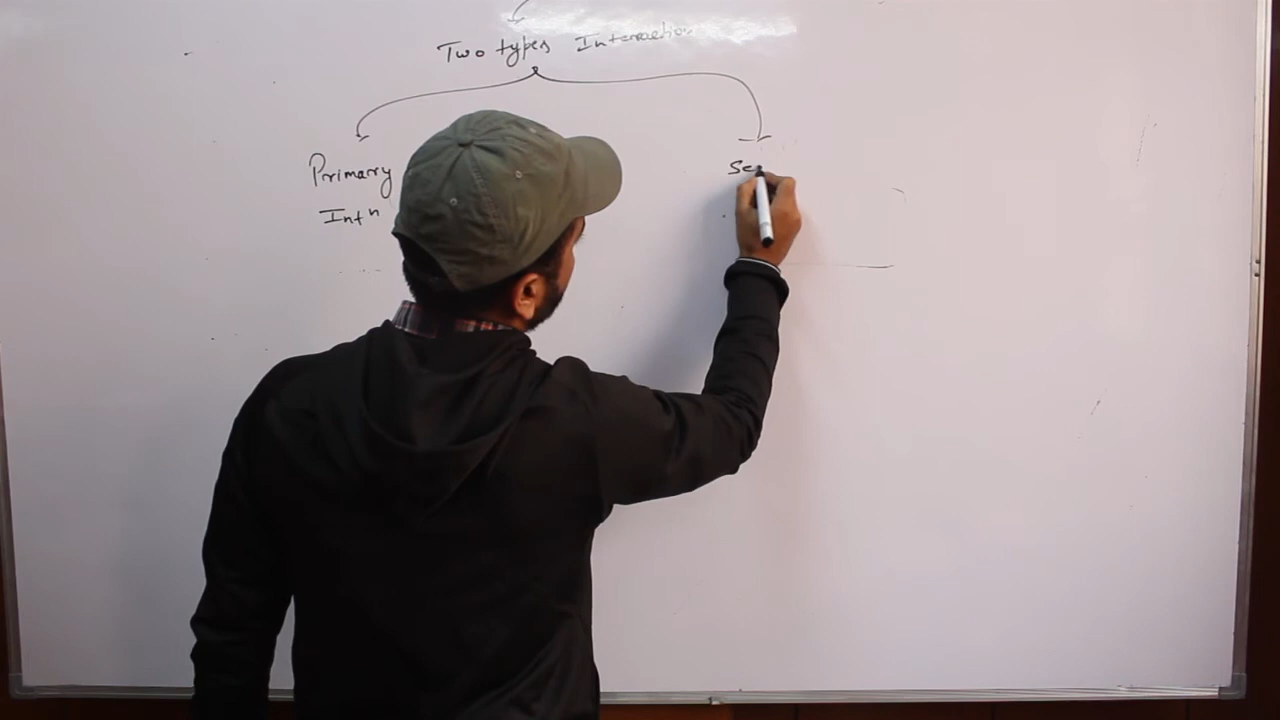 Two types Interaction
Primary
Intⁿ
Se